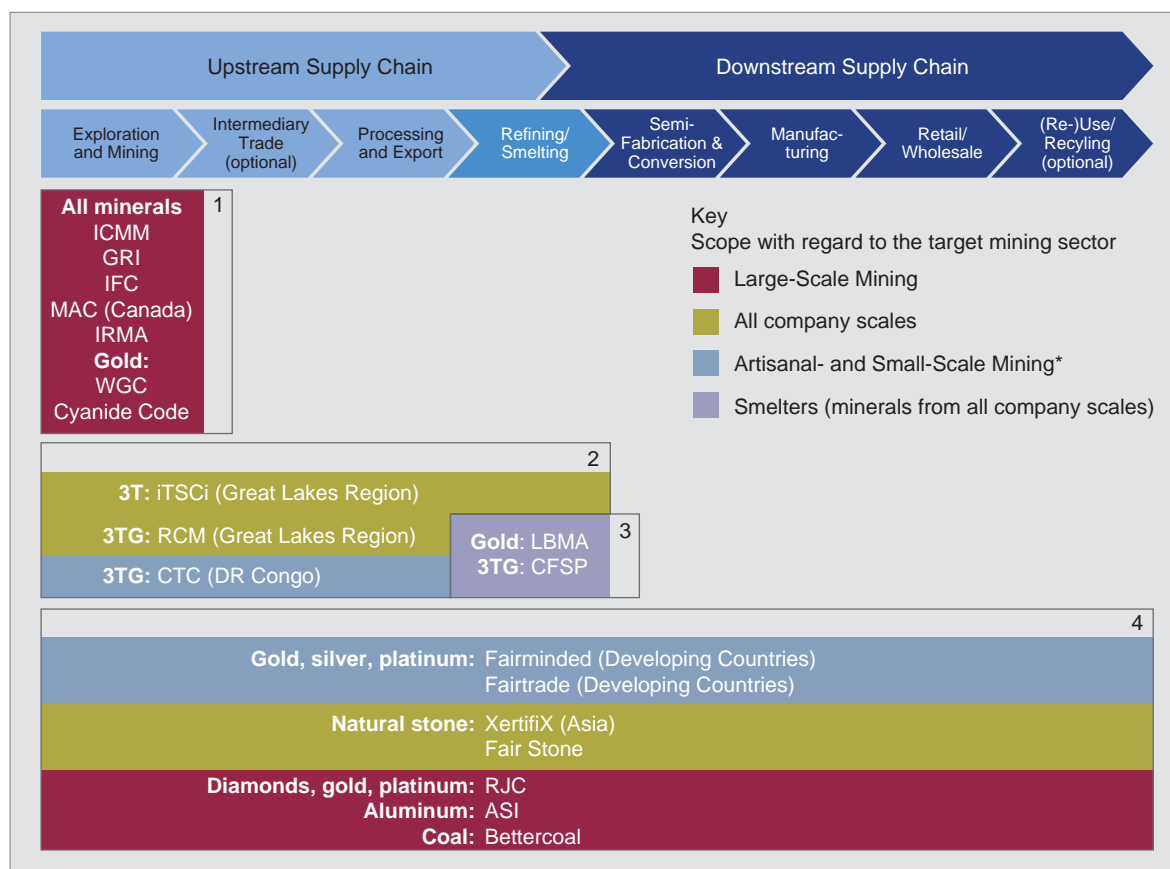 Upstream Supply Chain
Downstream Supply Chain
Exploration
and Mining
Intermediary
Trade
(optional)
Processing
and Export
Refining/
Smelting
Semi-
Fabrication &
Conversion
Manufac-
turing
Retail/
Wholesale
(Re-)Use/
Recyling
(optional)
All minerals
ICMM
GRI
IFC
MAC (Canada)
IRMA
Gold:
WGC
Cyanide Code
1
Key
Scope with regard to the target mining sector
Large-Scale Mining
All company scales
Artisanal- and Small-Scale Mining*
Smelters (minerals from all company scales)
2
3T: iTSCi (Great Lakes Region)
3TG: RCM (Great Lakes Region)
3TG: CTC (DR Congo)
3
Gold: LBMA
3TG: CFSP
4
Gold, silver, platinum: Fairminded (Developing Countries)
Fairtrade (Developing Countries)
Natural stone: XertifiX (Asia)
Fair Stone
Diamonds, gold, platinum: RJC
Aluminum: ASI
Coal: Bettercoal